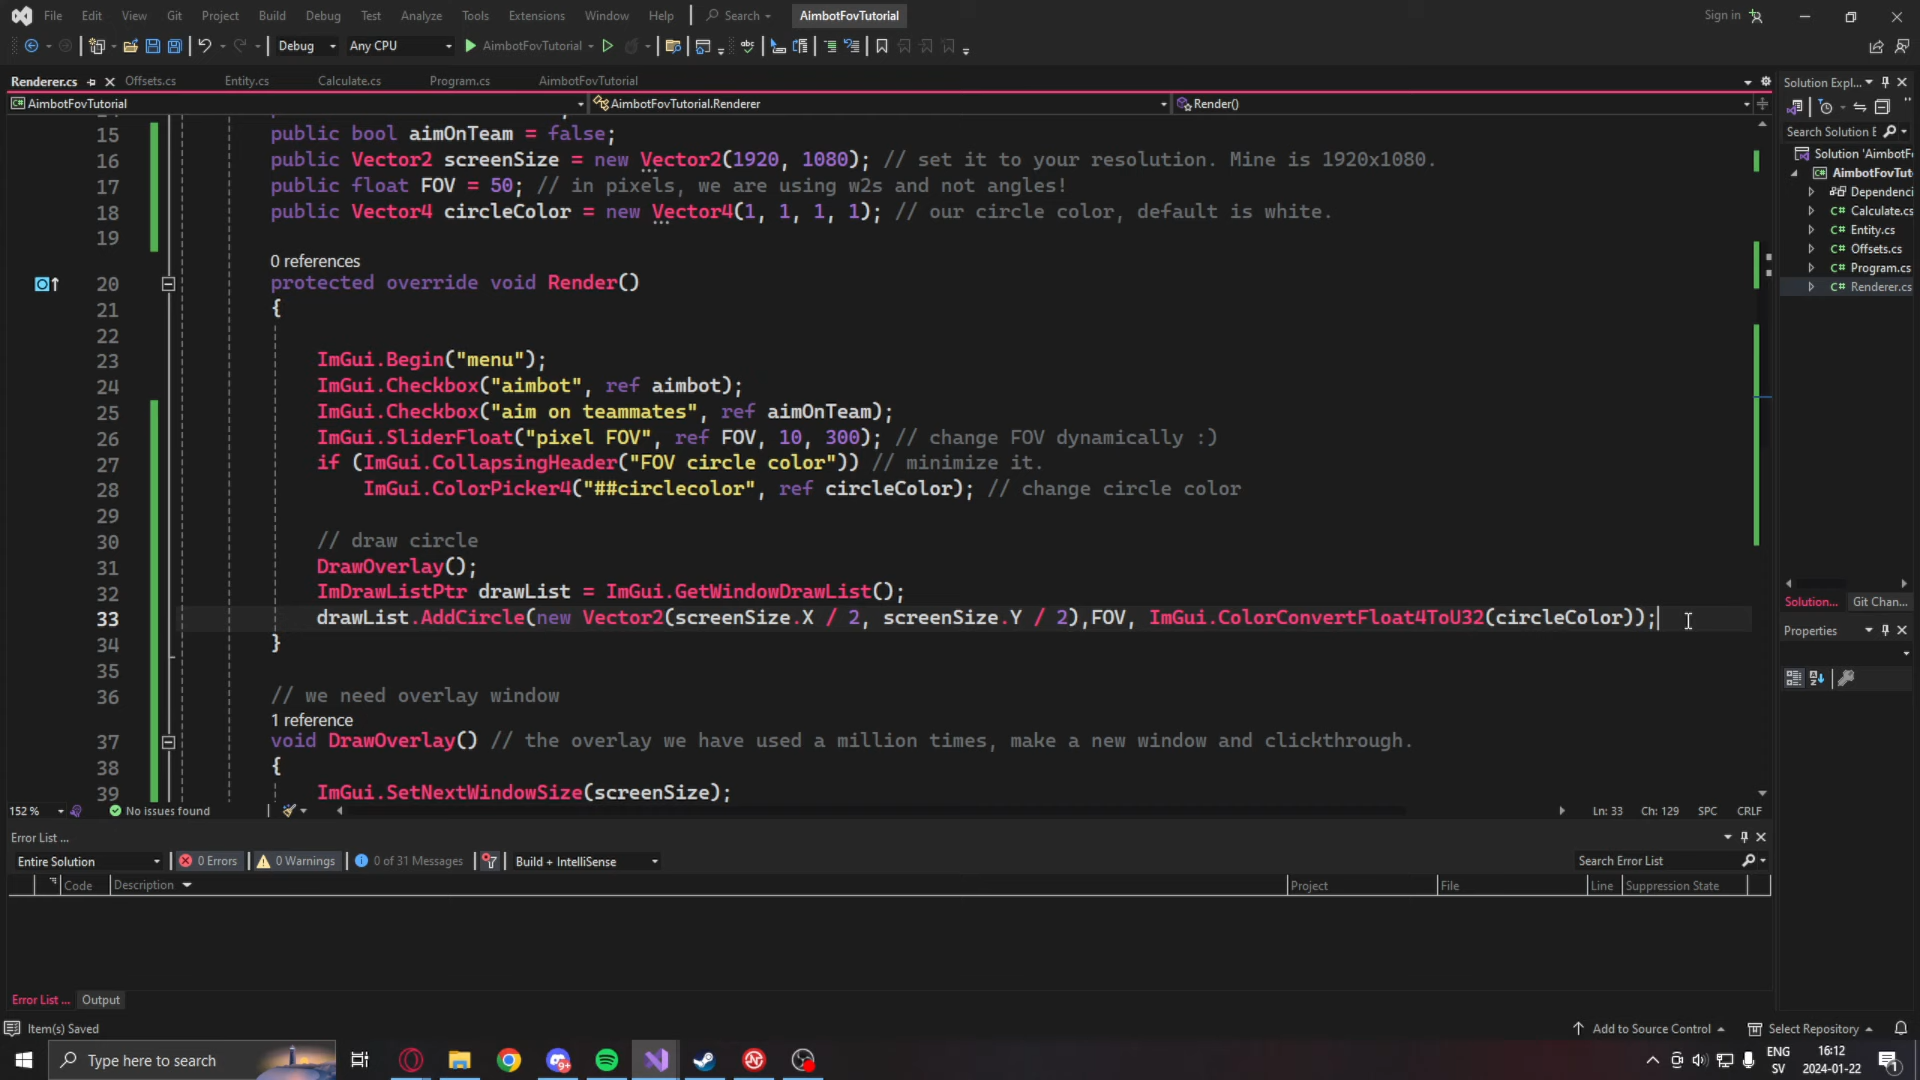 File Edit View Git Project Build Debug Test Analyze Tools Extensions Window Help Search AimbotFovTutorial Sign in
Debug Any CPU AimbotFovTutorial
Renderer.cs Offsets.cs Entity.cs Calculate.cs Program.cs AimbotFovTutorial
AimbotFovTutorial AimbotFovTutorial.Renderer Render()
15 public bool aimOnTeam = false;
16 public Vector2 screenSize = new Vector2(1920, 1080); // set it to your resolution. Mine is 1920x1080.
17 public float FOV = 50; // in pixels, we are using w2s and not angles!
18 public Vector4 circleColor = new Vector4(1, 1, 1, 1); // our circle color, default is white.
19
0 references
20 protected override void Render()
21 {
22
23 ImGui.Begin("menu");
24 ImGui.Checkbox("aimbot", ref aimbot);
25 ImGui.Checkbox("aim on teammates", ref aimOnTeam);
26 ImGui.SliderFloat("pixel FOV", ref FOV, 10, 300); // change FOV dynamically :)
27 if (ImGui.CollapsingHeader("FOV circle color")) // minimize it.
28 ImGui.ColorPicker4("##circlecolor", ref circleColor); // change circle color
29
30 // draw circle
31 DrawOverlay();
32 ImDrawListPtr drawList = ImGui.GetWindowDrawList();
33 drawList.AddCircle(new Vector2(screenSize.X / 2, screenSize.Y / 2),FOV, ImGui.ColorConvertFloat4ToU32(circleColor));
34 }
35
36 // we need overlay window
1 reference
37 void DrawOverlay() // the overlay we have used a million times, make a new window and clickthrough.
38 {
39 ImGui.SetNextWindowSize(screenSize);
152 % No issues found Ln: 33 Ch: 129 SPC CRLF
Solution Expl...
Search Solution E
Solution 'AimbotF
AimbotFovTut
Dependenci
C# Calculate.cs
C# Entity.cs
C# Offsets.cs
C# Program.cs
C# Renderer.cs
Solution... Git Chan...
Properties
Error List ...
Entire Solution 0 Errors 0 Warnings 0 of 31 Messages Build + IntelliSense Search Error List
Code Description Project File Line Suppression State
Error List ... Output
Item(s) Saved Add to Source Control Select Repository
Type here to search 9+ ENG 16:12
SV 2024-01-22 1